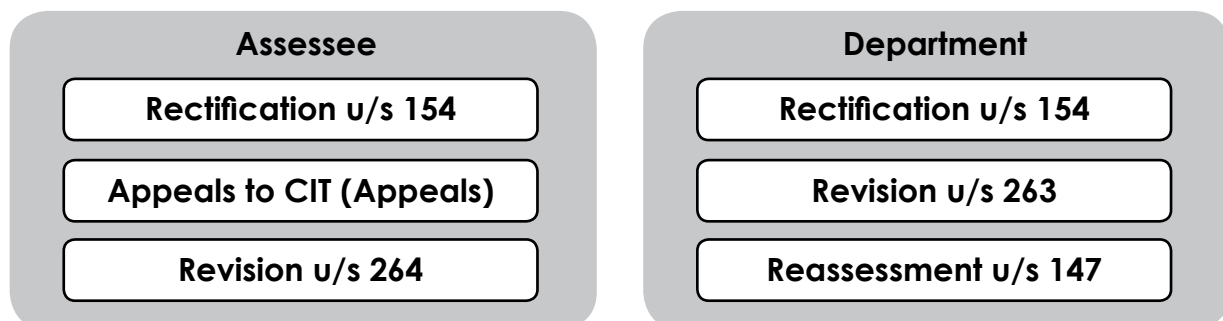 Assessee
Rectification u/s 154
Appeals to CIT (Appeals)
Revision u/s 264
Department
Rectification u/s 154
Revision u/s 263
Reassessment u/s 147